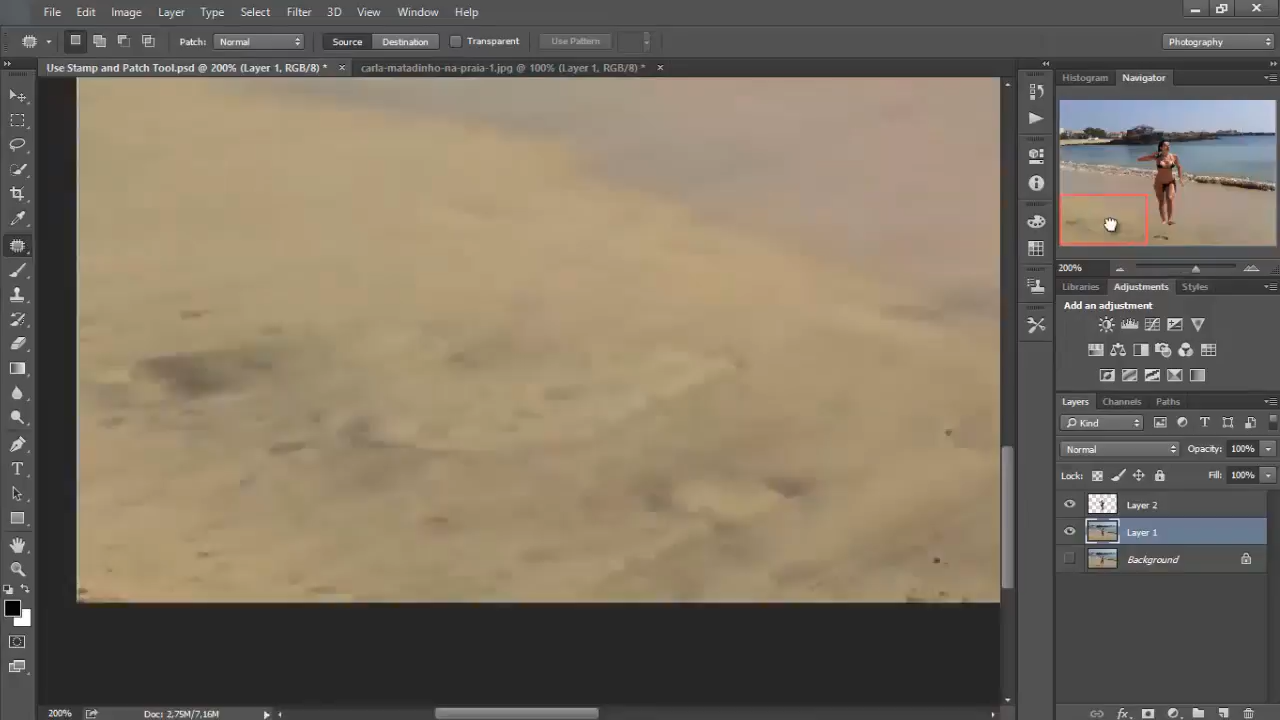 File Edit Image Layer Type Select Filter 3D View Window Help
Patch: Normal Source Destination Transparent Use Pattern Photography
Use Stamp and Patch Tool.psd @ 200% (Layer 1, RGB/8) * × carla-matadinho-na-praia-1.jpg @ 100% (Layer 1, RGB/8) * ×
Histogram Navigator
200%
Libraries Adjustments Styles
Add an adjustment
Layers Channels Paths
Kind
Normal Opacity: 100%
Lock: Fill: 100%
Layer 2
Layer 1
Background
200% Doc: 2,75M/7,16M